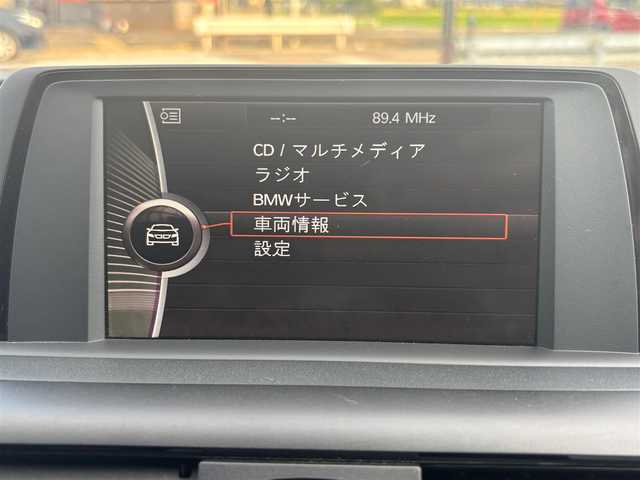 --:-- 89.4 MHz
CD / マルチメディア
ラジオ
BMWサービス
車両情報
設定